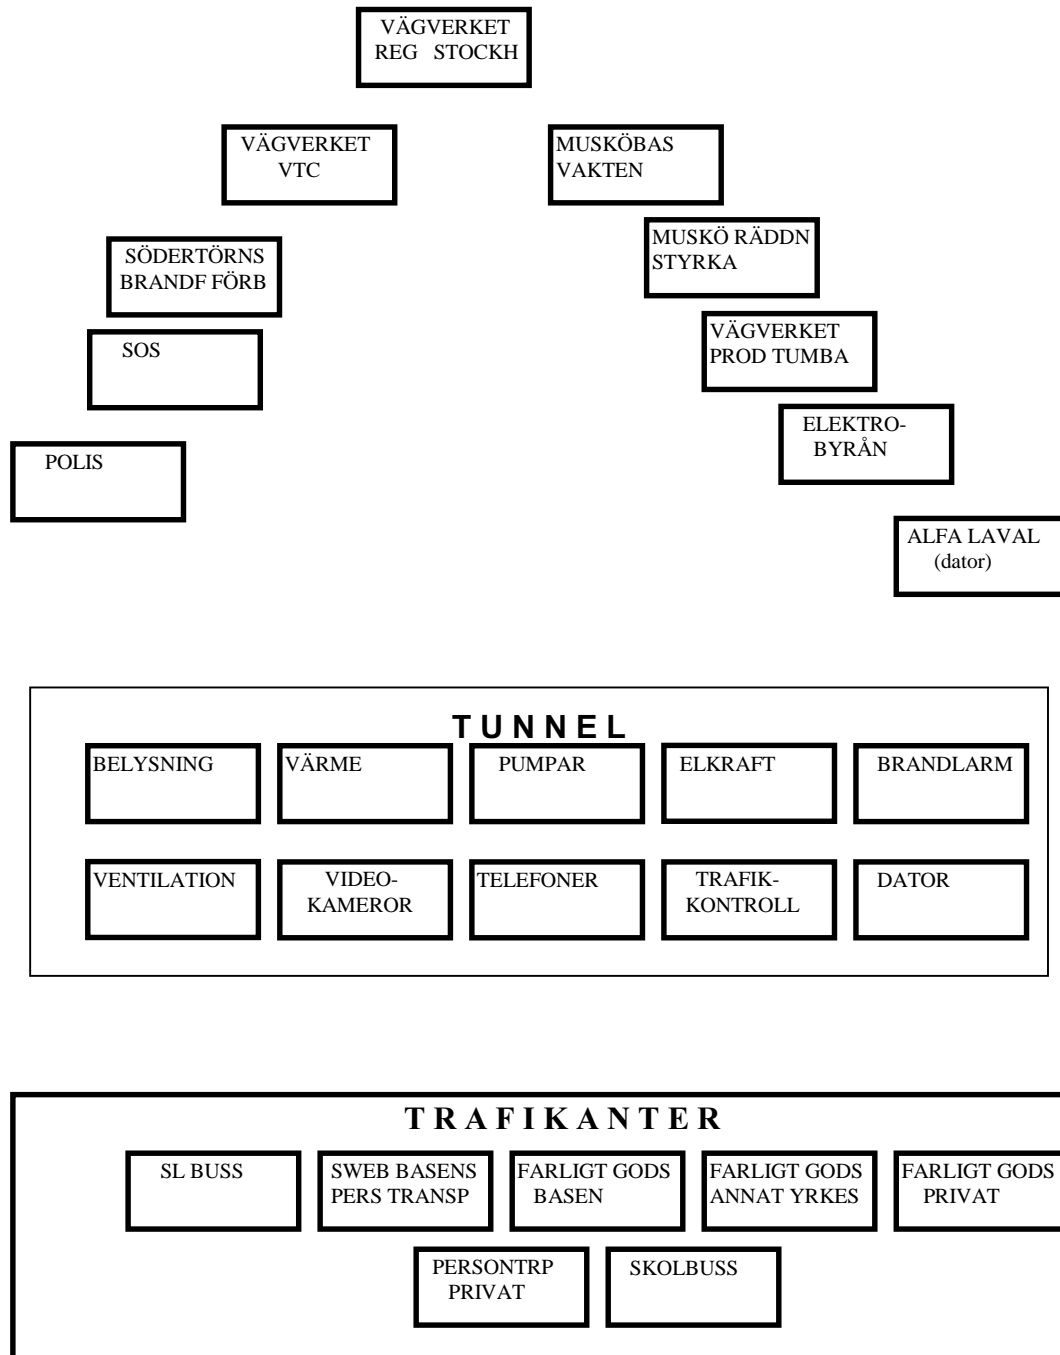 VÄGVERKET
REG STOCKH
VÄGVERKET
VTC
MUSKÖBAS
VAKTEN
SÖDERTÖRNS
BRANDF FÖRB
MUSKÖ RÄDDN
STYRKA
SOS
VÄGVERKET
PROD TUMBA
POLIS
ELEKTRO-
BYRÅN
ALFA LAVAL
(dator)
T U N N E L
BELYSNING
VÄRME
PUMPAR
ELKRAFT
BRANDLARM
VENTILATION
VIDEO-
KAMEROR
TELEFONER
TRAFIK-
KONTROLL
DATOR
T R A F I K A N T E R
SL BUSS
SWEB BASENS
PERS TRANSP
FARLIGT GODS
BASEN
FARLIGT GODS
ANNAT YRKES
FARLIGT GODS
PRIVAT
PERSONTRP
PRIVAT
SKOLBUSS